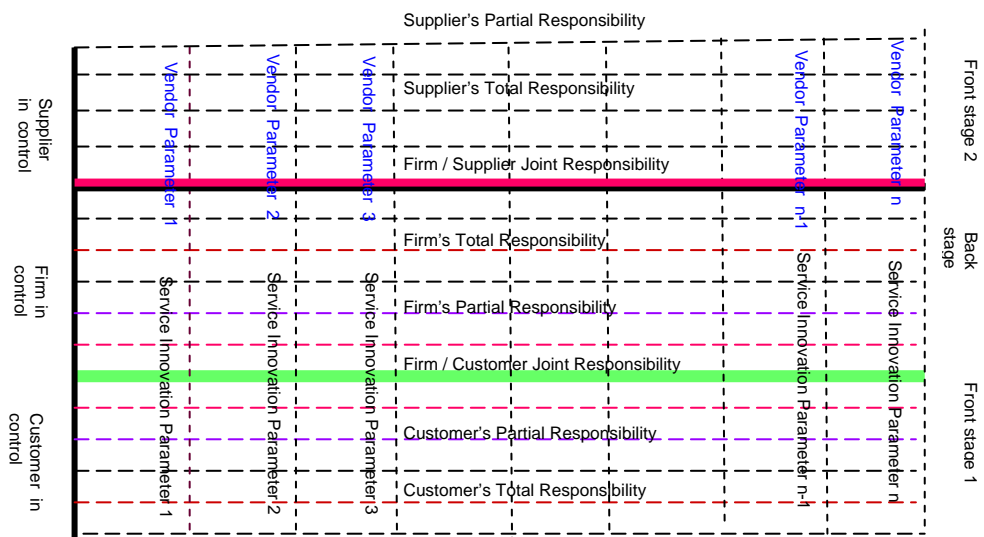 Supplier's Partial Responsibility
Supplier's Total Responsibility
Firm / Supplier Joint Responsibility
Firm's Total Responsibility
Firm's Partial Responsibility
Firm / Customer Joint Responsibility
Customer's Partial Responsibility
Customer's Total Responsibility
Supplier
in control
Firm in
control
Customer in
control
Vendor Parameter 1
Vendor Parameter 2
Vendor Parameter 3
Vendor Parameter n-1
Vendor Parameter n
Service Innovation Parameter 1
Service Innovation Parameter 2
Service Innovation Parameter 3
Service Innovation Parameter n-1
Service Innovation Parameter n
Front stage 2
Back
stage
Front stage 1